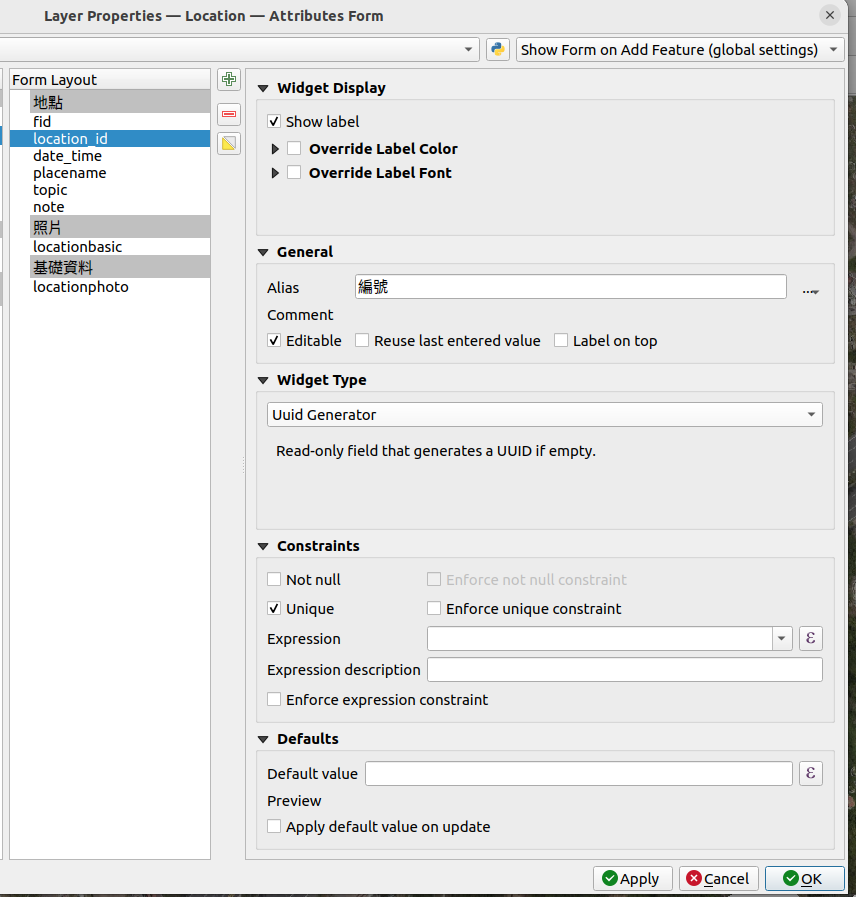 Layer Properties — Location — Attributes Form
Show Form on Add Feature (global settings)
Form Layout
地點
fid
location_id
date_time
placename
topic
note
照片
locationbasic
基礎資料
locationphoto
Widget Display
Show label
Override Label Color
Override Label Font
General
Alias 編號 ...
Comment
Editable Reuse last entered value Label on top
Widget Type
Uuid Generator
Read-only field that generates a UUID if empty.
Constraints
Not null Enforce not null constraint
Unique Enforce unique constraint
Expression ε
Expression description
Enforce expression constraint
Defaults
Default value ε
Preview
Apply default value on update
Apply Cancel OK